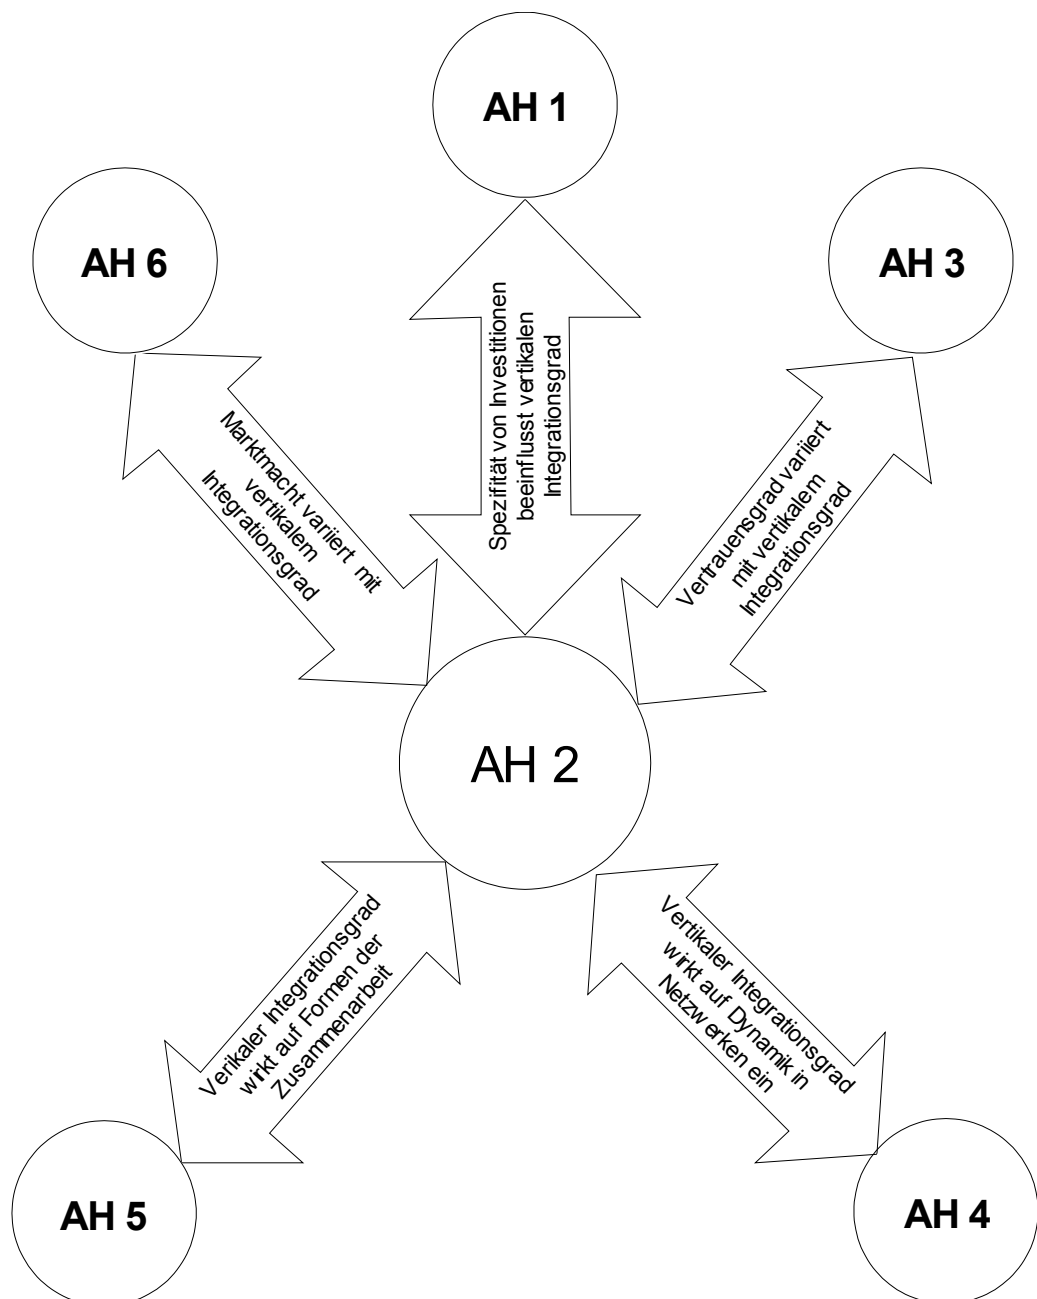 AH 1
AH 6
AH 3
Spezifität von Investitionen
beeinflusst vertikalen
Integrationsgrad
Marktmacht variiert mit
vertikalem
Integrationsgrad
Vertrauensgrad variiert
mit vertikalem
Integrationsgrad
AH 2
Verikaler Integrationsgrad
wirkt auf Formen der
Zusammenarbeit
Vertikaler Integrationsgrad
wirkt auf Dynamik in
Netzwerken ein
AH 5
AH 4